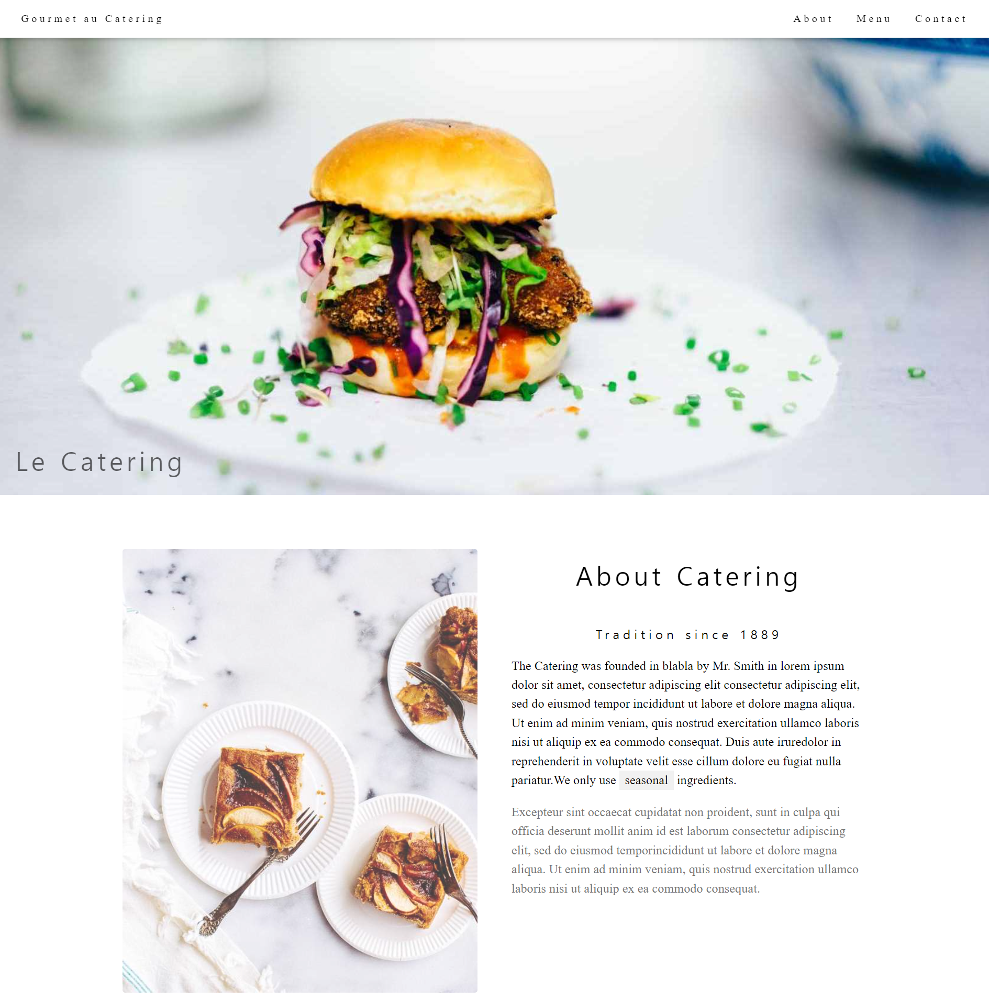 Gourmet au Catering
About Menu Contact
Le Catering
About Catering
Tradition since 1889
The Catering was founded in blabla by Mr. Smith in lorem ipsum
dolor sit amet, consectetur adipiscing elit consectetur adipiscing elit,
sed do eiusmod tempor incididunt ut labore et dolore magna aliqua.
Ut enim ad minim veniam, quis nostrud exercitation ullamco laboris
nisi ut aliquip ex ea commodo consequat. Duis aute iruredolor in
reprehenderit in voluptate velit esse cillum dolore eu fugiat nulla
pariatur.We only use seasonal ingredients.
Excepteur sint occaecat cupidatat non proident, sunt in culpa qui
officia deserunt mollit anim id est laborum consectetur adipiscing
elit, sed do eiusmod temporincididunt ut labore et dolore magna
aliqua. Ut enim ad minim veniam, quis nostrud exercitation ullamco
laboris nisi ut aliquip ex ea commodo consequat.